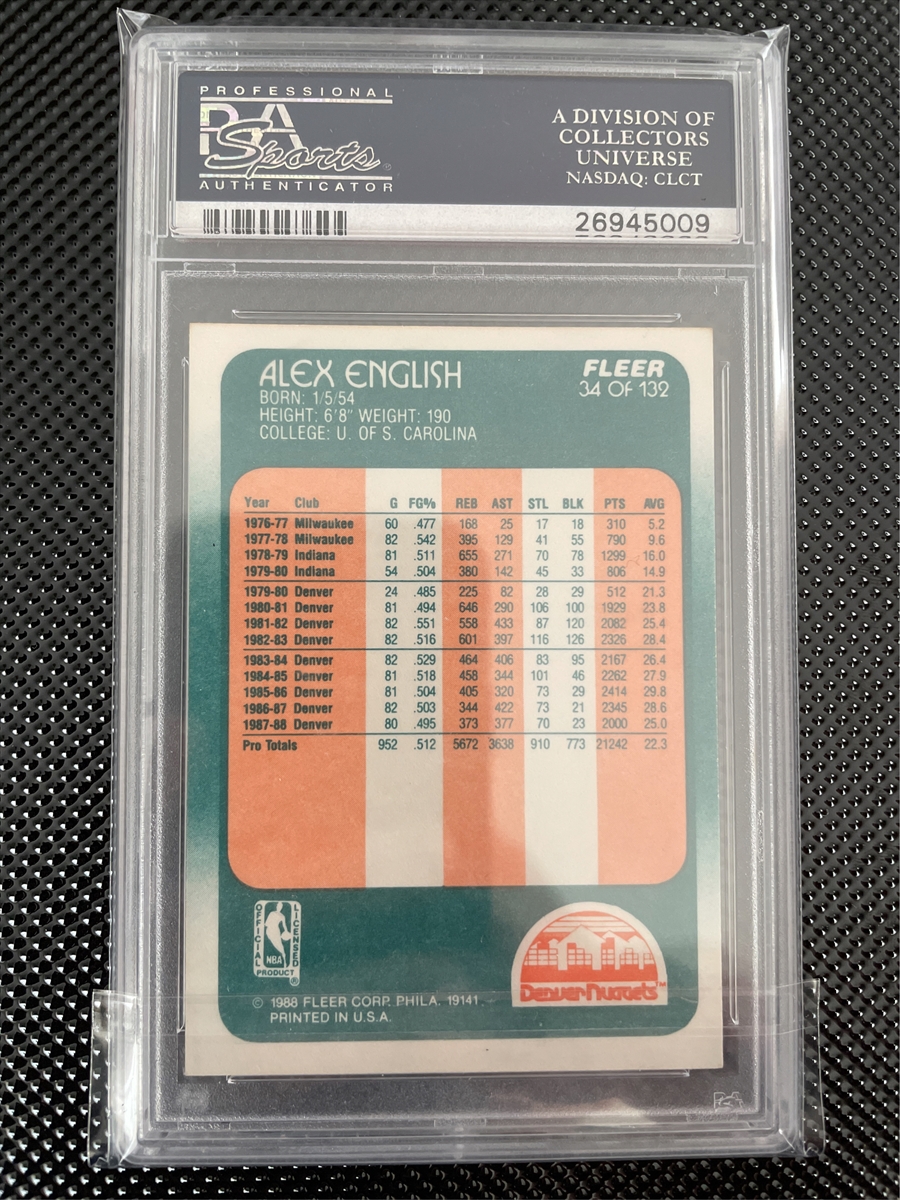 PROFESSIONAL
PSA
Sports
AUTHENTICATOR
A DIVISION OF
COLLECTORS
UNIVERSE
NASDAQ: CLCT
26945009
ALEX ENGLISH
BORN: 1/5/54
HEIGHT: 6'8" WEIGHT: 190
COLLEGE: U. OF S. CAROLINA
FLEER
34 OF 132
Year Club G FG% REB AST STL BLK PTS AVG
1976-77 Milwaukee 60 .477 168 25 17 18 310 5.2
1977-78 Milwaukee 82 .542 395 129 41 55 790 9.6
1978-79 Indiana 81 .511 655 271 70 78 1299 16.0
1979-80 Indiana 54 .504 380 142 45 33 806 14.9
1979-80 Denver 24 .485 225 82 28 29 512 21.3
1980-81 Denver 81 .494 646 290 106 100 1929 23.8
1981-82 Denver 82 .551 558 433 87 120 2082 25.4
1982-83 Denver 82 .516 601 397 116 126 2326 28.4
1983-84 Denver 82 .529 464 406 83 95 2167 26.4
1984-85 Denver 81 .518 458 344 101 46 2262 27.9
1985-86 Denver 81 .504 405 320 73 29 2414 29.8
1986-87 Denver 82 .503 344 422 73 21 2345 28.6
1987-88 Denver 80 .495 373 377 70 23 2000 25.0
Pro Totals 952 .512 5672 3638 910 773 21242 22.3
OFFICIAL
LICENSED
NBA
PRODUCT
®
Denver Nuggets™
© 1988 FLEER CORP. PHILA. 19141
PRINTED IN U.S.A.